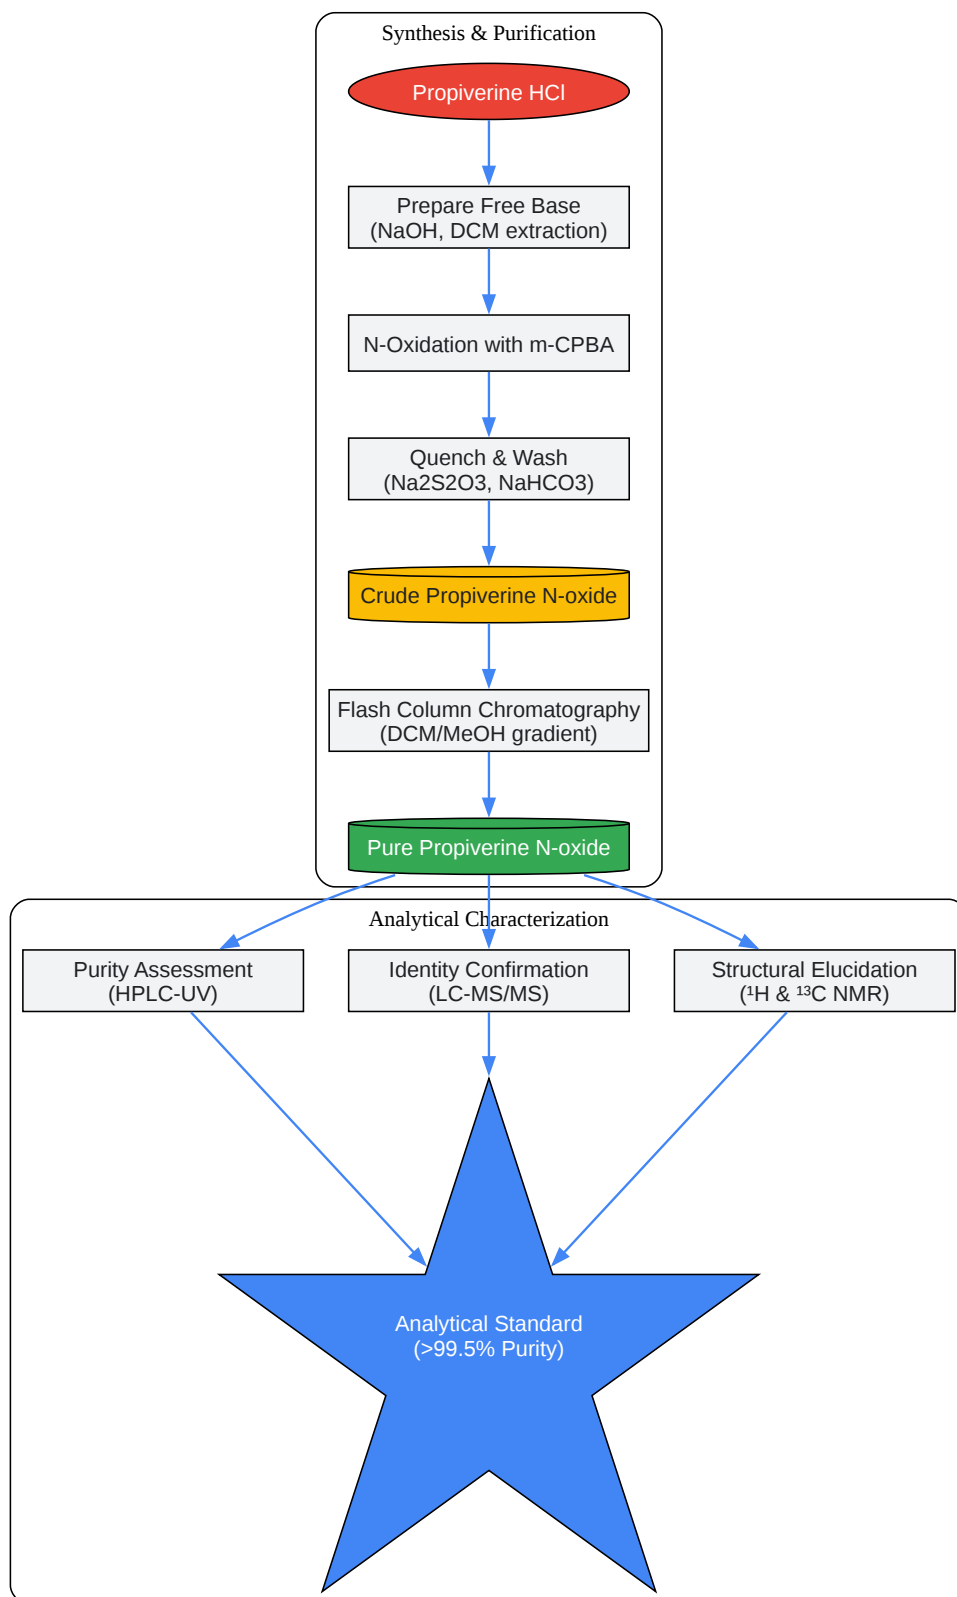 Synthesis & Purification
Propiverine HCl
Prepare Free Base
(NaOH, DCM extraction)
N-Oxidation with m-CPBA
Quench & Wash
(Na2S2O3, NaHCO3)
Crude Propiverine N-oxide
Flash Column Chromatography
(DCM/MeOH gradient)
Pure Propiverine N-oxide
Analytical Characterization
Purity Assessment
(HPLC-UV)
Identity Confirmation
(LC-MS/MS)
Structural Elucidation
(¹H & ¹³C NMR)
Analytical Standard
(>99.5% Purity)